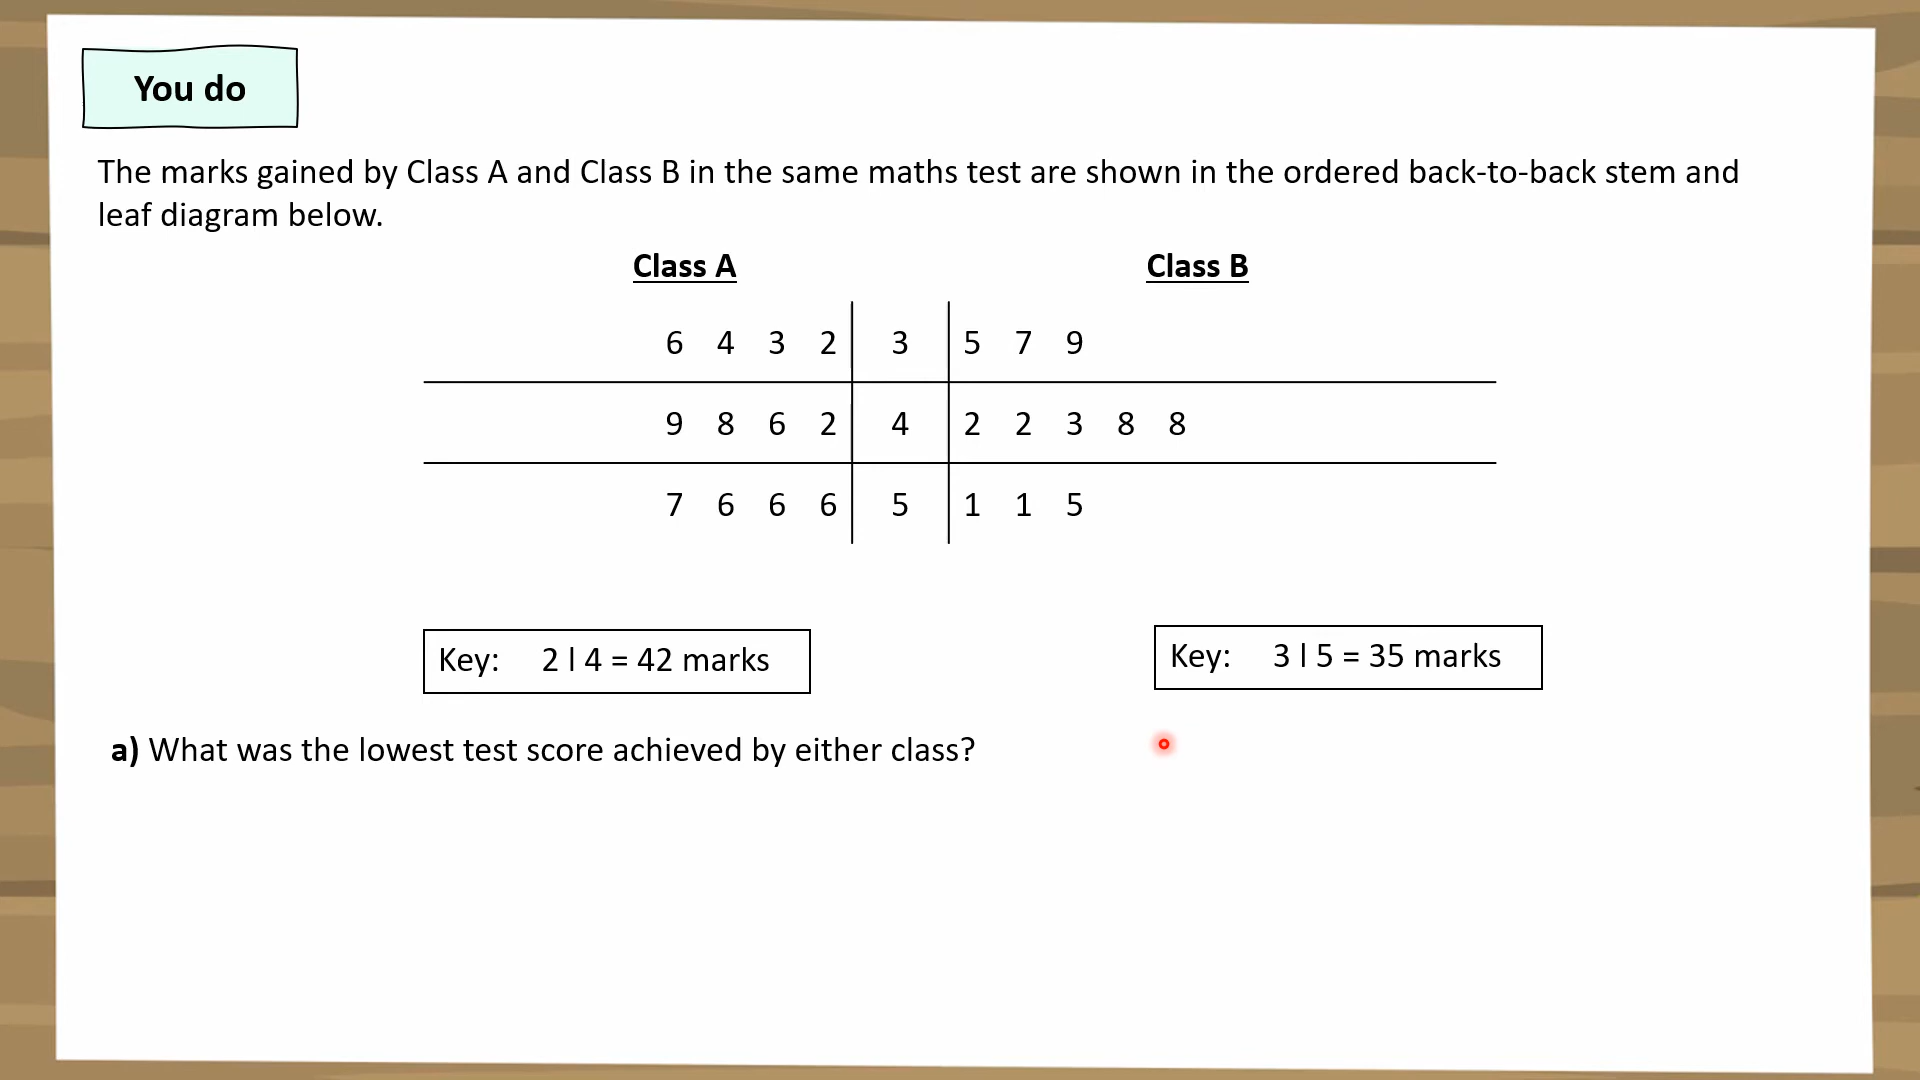 You do
The marks gained by Class A and Class B in the same maths test are shown in the ordered back-to-back stem and
leaf diagram below.
Class A Class B
6 4 3 2 3 5 7 9
9 8 6 2 4 2 2 3 8 8
7 6 6 6 5 1 1 5
Key: 2 l 4 = 42 marks
Key: 3 l 5 = 35 marks
a) What was the lowest test score achieved by either class?